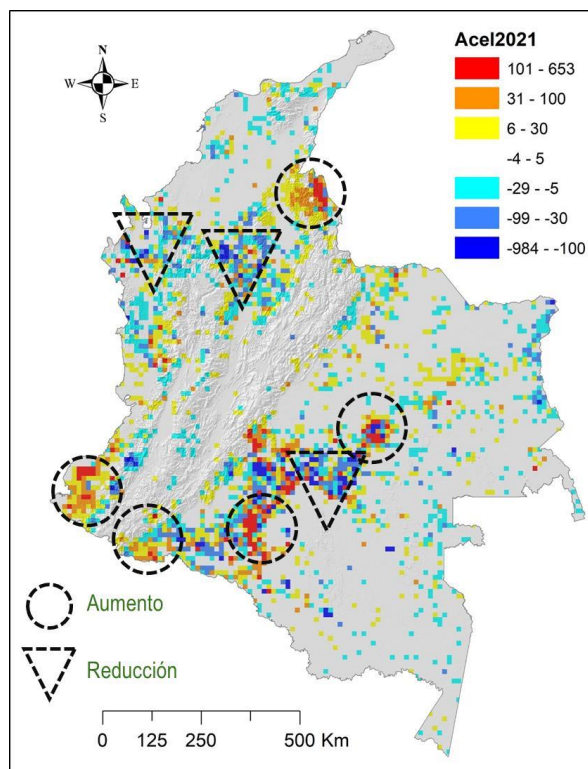 N
W E
S
Acel2021
101 - 653
31 - 100
6 - 30
-4 - 5
-29 - -5
-99 - -30
-984 - -100
Aumento
Reducción
0 125 250 500 Km